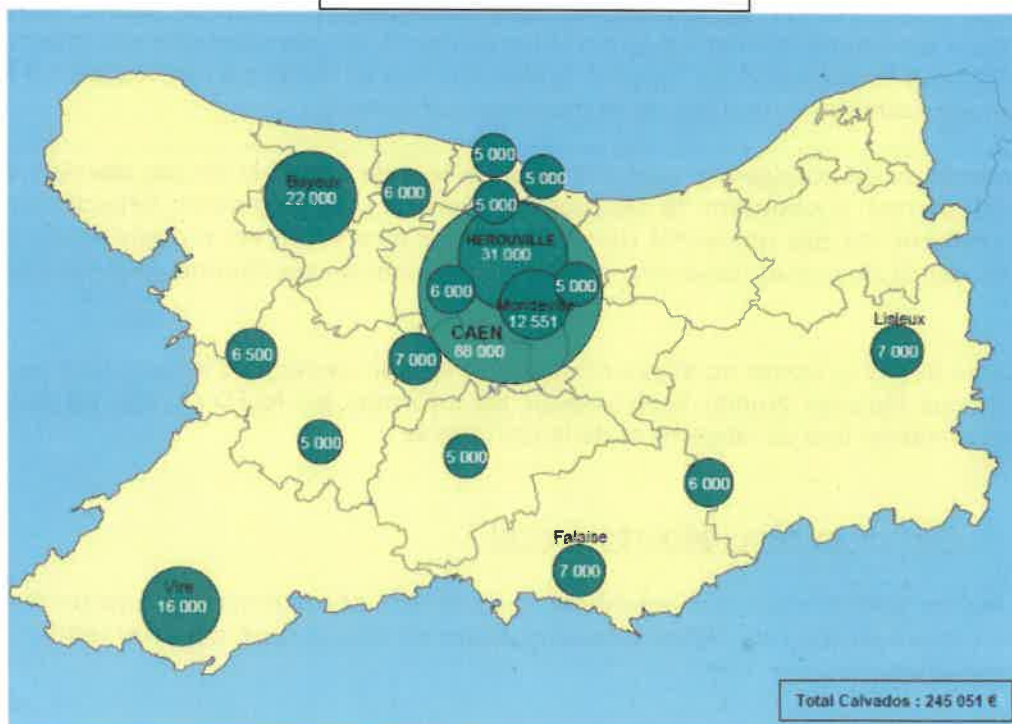 5 000
5 000
Bayeux
22 000
6 000
5 000
HEROUVILLE
31 000
6 000
5 000
Mondeville
12 551
CAEN
88 000
6 500
7 000
Lisieux
7 000
5 000
5 000
6 000
Falaise
7 000
Vire
16 000
Total Calvados : 245 051 €